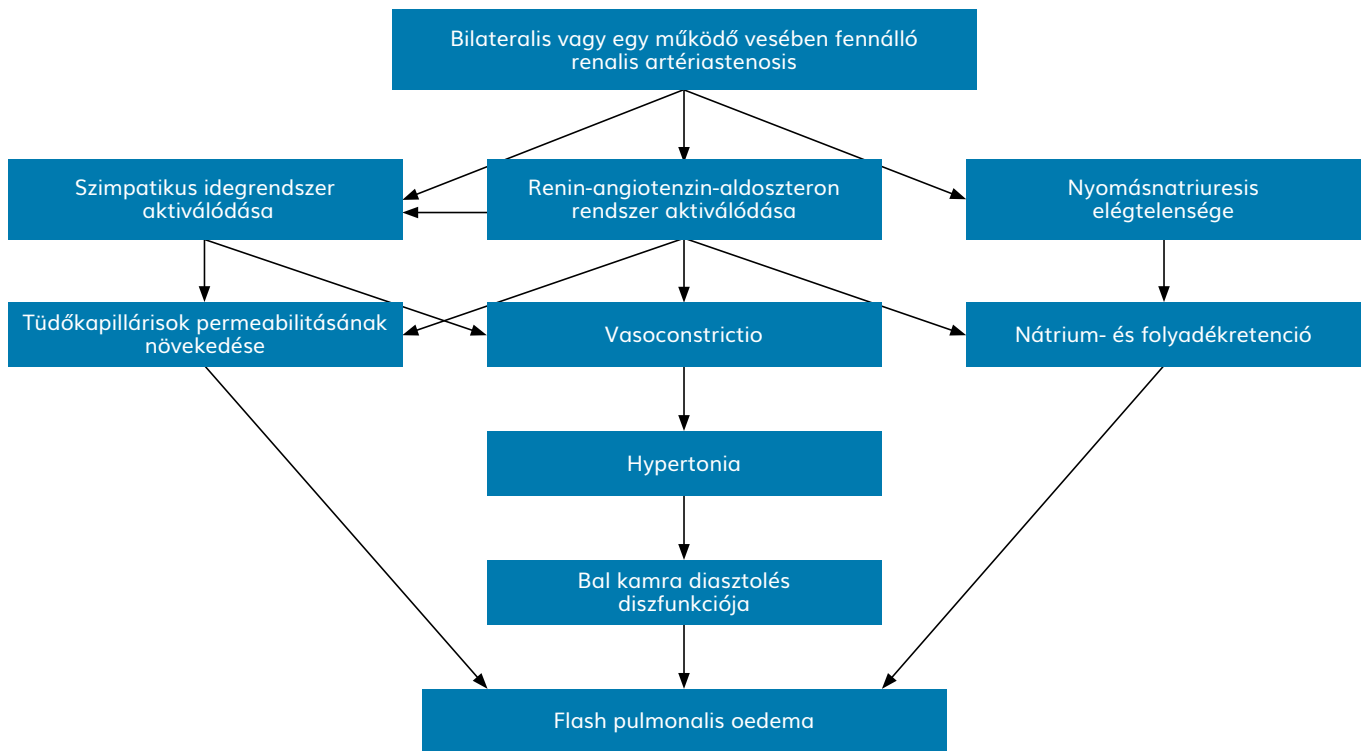 Bilateralis vagy egy működő vesében fennálló
renalis artériastenosis
Szimpatikus idegrendszer
aktiválódása
Renin-angiotenzin-aldoszteron
rendszer aktiválódása
Nyomásnatriuresis
elégtelensége
Tüdőkapillárisok permeabilitásának
növekedése
Vasoconstrictio
Nátrium- és folyadékretenció
Hypertonia
Bal kamra diasztolés
diszfunkciója
Flash pulmonalis oedema